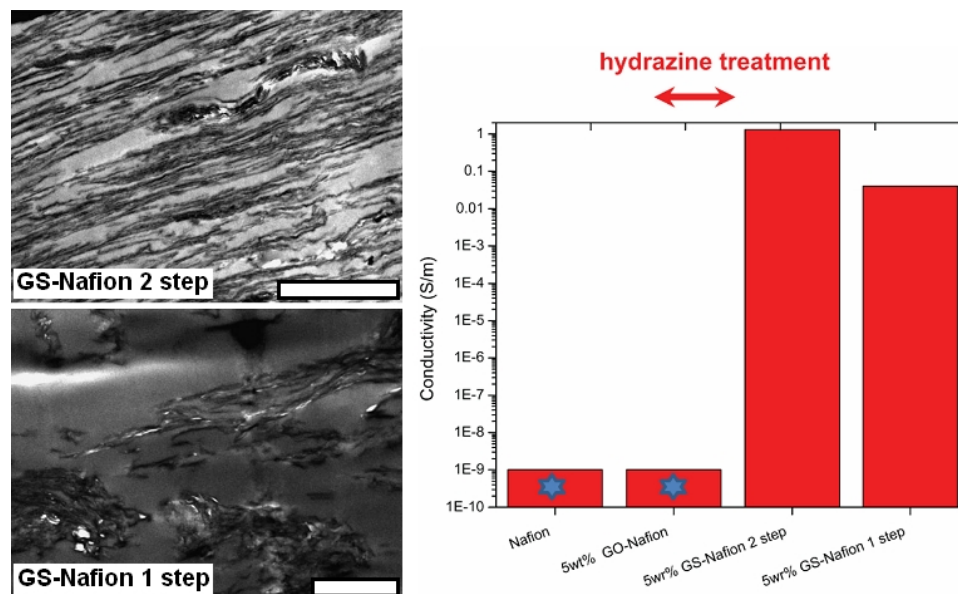 GS-Nafion 2 step
GS-Nafion 1 step
hydrazine treatment
Conductivity (S/m)
1
0.1
0.01
1E-3
1E-4
1E-5
1E-6
1E-7
1E-8
1E-9
1E-10
Nafion
5wt% GO-Nafion
5wr% GS-Nafion 2 step
5wr% GS-Nafion 1 step